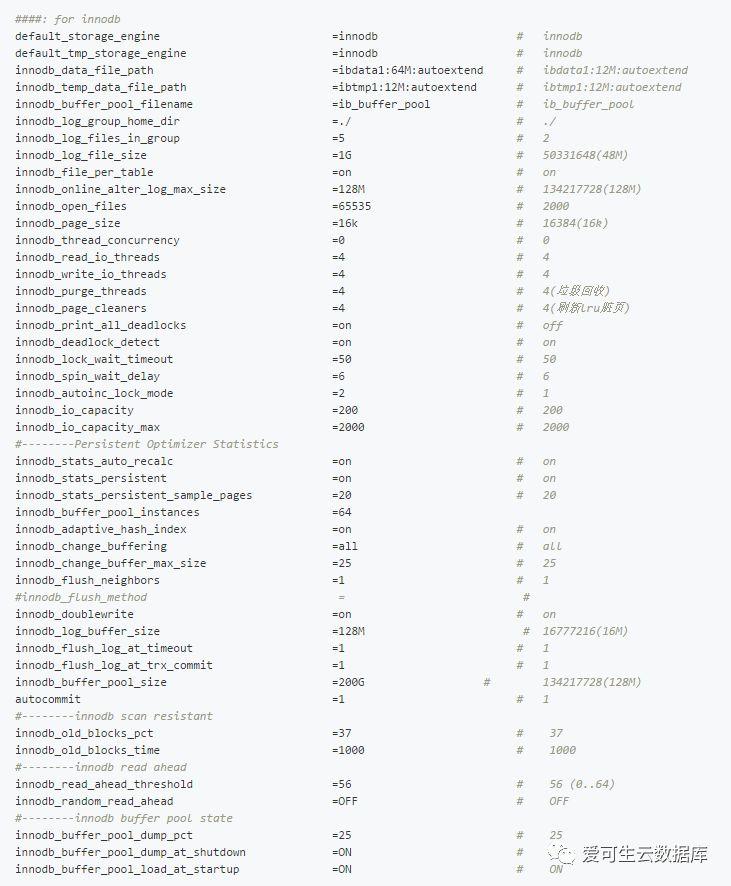 ####: for innodb
default_storage_engine =innodb # innodb
default_tmp_storage_engine =innodb # innodb
innodb_data_file_path =ibdata1:64M:autoextend # ibdata1:12M:autoextend
innodb_temp_data_file_path =ibtmp1:12M:autoextend # ibtmp1:12M:autoextend
innodb_buffer_pool_filename =ib_buffer_pool # ib_buffer_pool
innodb_log_group_home_dir =./ # ./
innodb_log_files_in_group =5 # 2
innodb_log_file_size =1G # 50331648(48M)
innodb_file_per_table =on # on
innodb_online_alter_log_max_size =128M # 134217728(128M)
innodb_open_files =65535 # 2000
innodb_page_size =16k # 16384(16k)
innodb_thread_concurrency =0 # 0
innodb_read_io_threads =4 # 4
innodb_write_io_threads =4 # 4
innodb_purge_threads =4 # 4(垃圾回收)
innodb_page_cleaners =4 # 4(刷新lru脏页)
innodb_print_all_deadlocks =on # off
innodb_deadlock_detect =on # on
innodb_lock_wait_timeout =50 # 50
innodb_spin_wait_delay =6 # 6
innodb_autoinc_lock_mode =2 # 1
innodb_io_capacity =200 # 200
innodb_io_capacity_max =2000 # 2000
#--------Persistent Optimizer Statistics
innodb_stats_auto_recalc =on # on
innodb_stats_persistent =on # on
innodb_stats_persistent_sample_pages =20 # 20
innodb_buffer_pool_instances =64
innodb_adaptive_hash_index =on # on
innodb_change_buffering =all # all
innodb_change_buffer_max_size =25 # 25
innodb_flush_neighbors =1 # 1
#innodb_flush_method = #
innodb_doublewrite =on # on
innodb_log_buffer_size =128M # 16777216(16M)
innodb_flush_log_at_timeout =1 # 1
innodb_flush_log_at_trx_commit =1 # 1
innodb_buffer_pool_size =200G # 134217728(128M)
autocommit =1 # 1
#--------innodb scan resistant
innodb_old_blocks_pct =37 # 37
innodb_old_blocks_time =1000 # 1000
#--------innodb read ahead
innodb_read_ahead_threshold =56 # 56 (0..64)
innodb_random_read_ahead =OFF # OFF
#--------innodb buffer pool state
innodb_buffer_pool_dump_pct =25 # 25
innodb_buffer_pool_dump_at_shutdown =ON #
innodb_buffer_pool_load_at_startup =ON # ON
爱可生云数据库